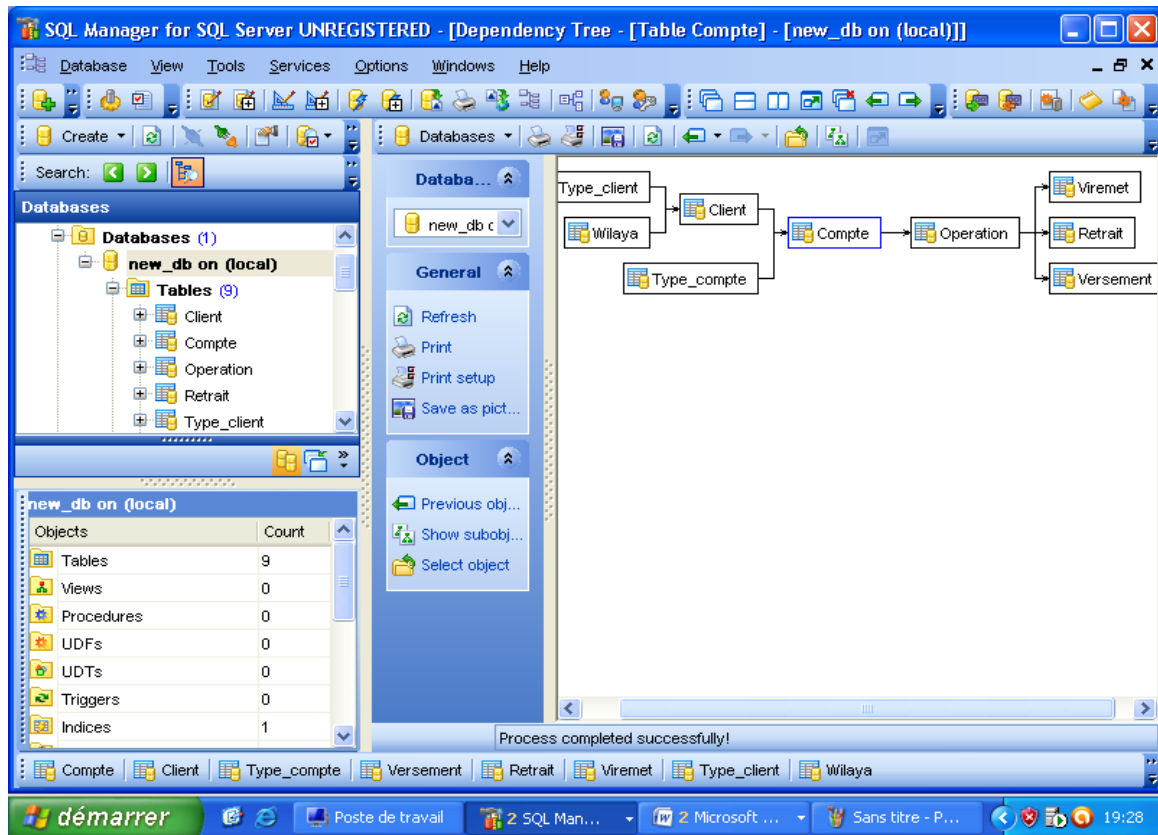 SQL Manager for SQL Server UNREGISTERED - [Dependency Tree - [Table Compte] - [new_db on (local)]]
Database View Tools Services Options Windows Help
Create
Databases
Search:
Databases
Databases (1)
new_db on (local)
Tables (9)
Client
Compte
Operation
Retrait
Type_client
new_db on (local)
Objects Count
Tables 9
Views 0
Procedures 0
UDFs 0
UDTs 0
Triggers 0
Indices 1
Databa...
new_db c
General
Refresh
Print
Print setup
Save as pict...
Object
Previous obj...
Show subobj...
Select object
Type_client
Wilaya
Client
Type_compte
Compte
Operation
Viremet
Retrait
Versement
Process completed successfully!
Compte Client Type_compte Versement Retrait Viremet Type_client Wilaya
démarrer Poste de travail 2 SQL Man... 2 Microsoft ... Sans titre - P... 19:28